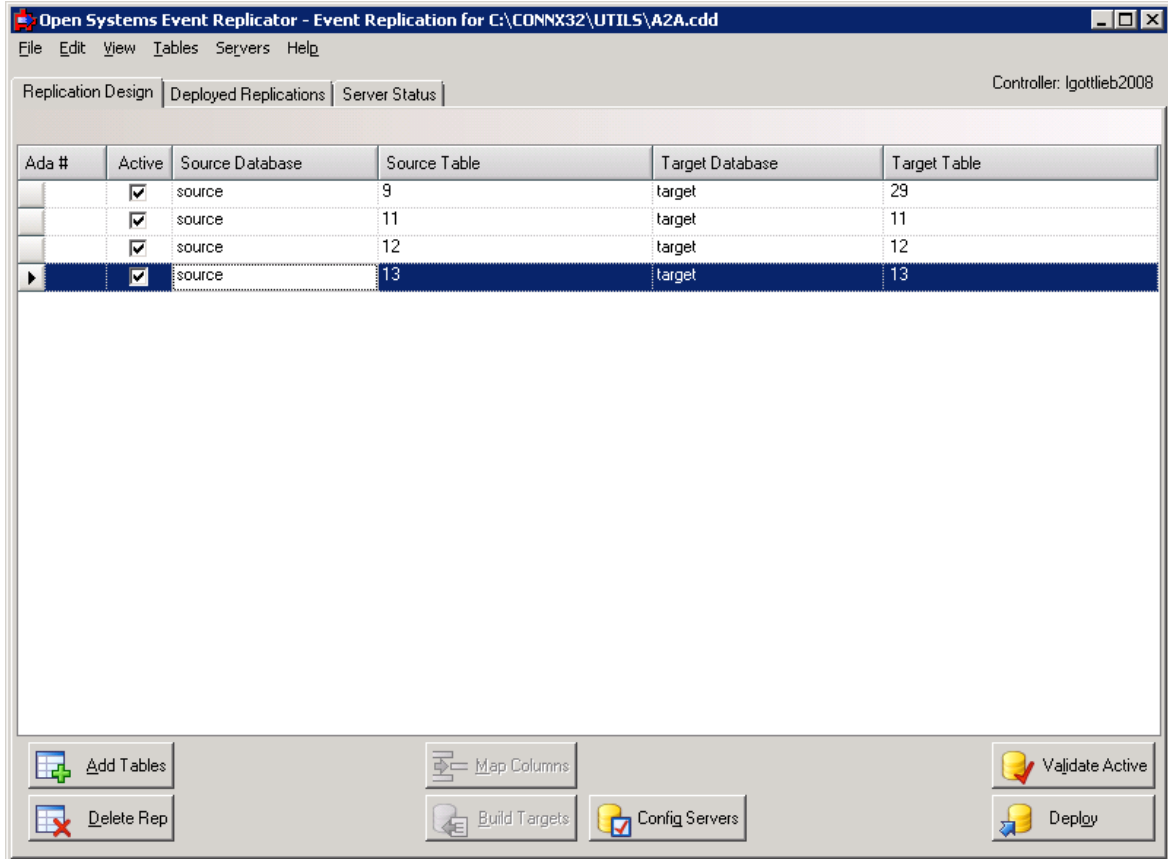 Open Systems Event Replicator - Event Replication for C:\CONNX32\UTILS\A2A.cdd
File Edit View Tables Servers Help
Controller: lgottlieb2008
Replication Design Deployed Replications Server Status
Ada # Active Source Database Source Table Target Database Target Table
source 9 target 29
source 11 target 11
source 12 target 12
source 13 target 13
Add Tables Map Columns Validate Active
Delete Rep Build Targets Config Servers Deploy